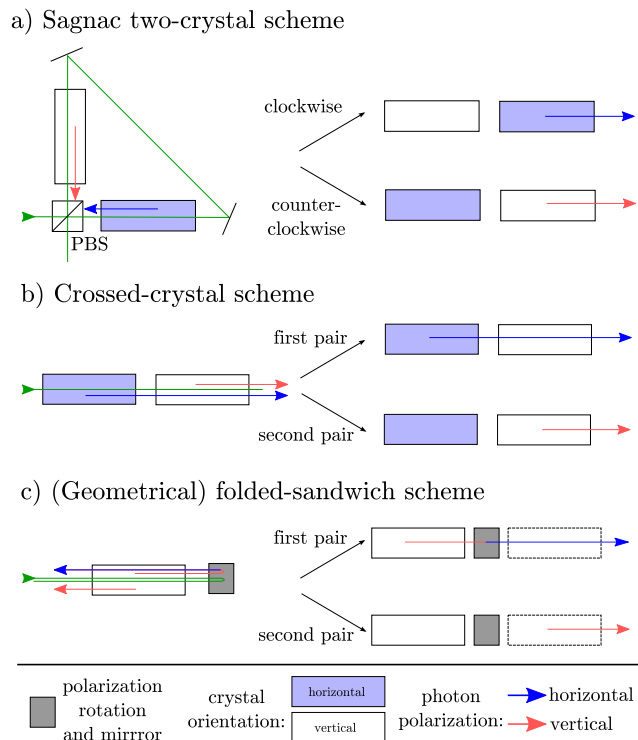 a) Sagnac two-crystal scheme
PBS
clockwise
counter-
clockwise
b) Crossed-crystal scheme
first pair
second pair
c) (Geometrical) folded-sandwich scheme
first pair
second pair
polarization
rotation
and mirrror
crystal
orientation:
horizontal
vertical
photon
polarization:
horizontal
vertical